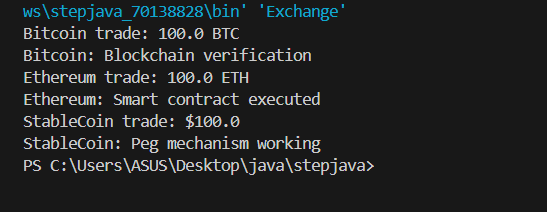 ws\stepjava_70138828\bin' 'Exchange'
Bitcoin trade: 100.0 BTC
Bitcoin: Blockchain verification
Ethereum trade: 100.0 ETH
Ethereum: Smart contract executed
StableCoin trade: $100.0
StableCoin: Peg mechanism working
PS C:\Users\ASUS\Desktop\java\stepjava>